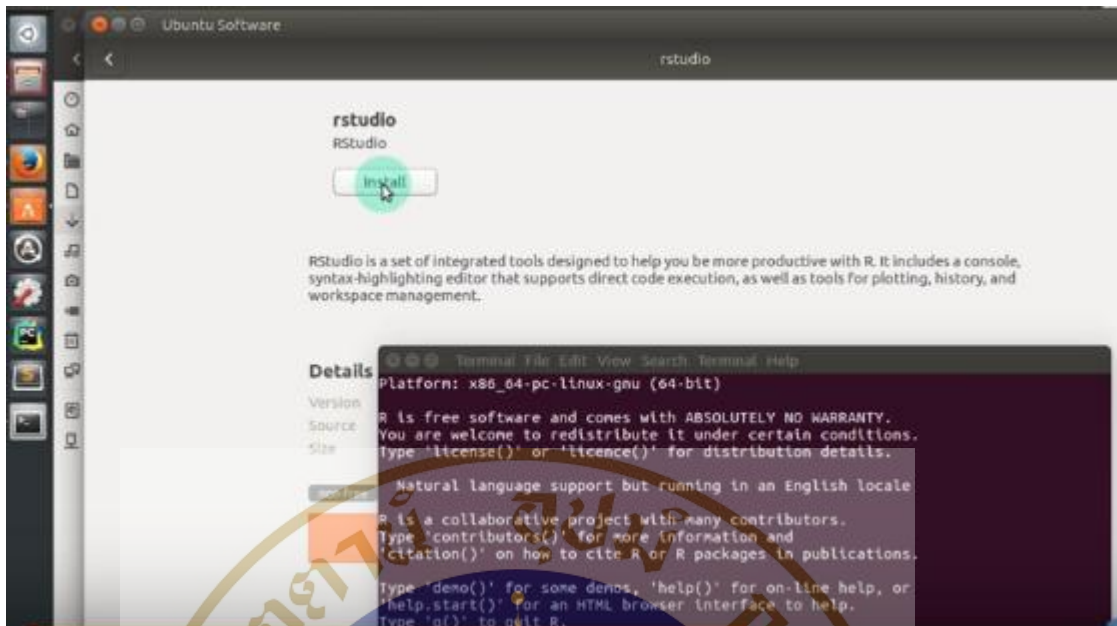 Ubuntu Software
rstudio
rstudio
RStudio
Install
RStudio is a set of integrated tools designed to help you be more productive with R. It includes a console,
syntax-highlighting editor that supports direct code execution, as well as tools for plotting, history, and
workspace management.
Details
Version
Source
Size
non-free
Terminal File Edit View Search Terminal Help
Platform: x86_64-pc-linux-gnu (64-bit)
R is free software and comes with ABSOLUTELY NO WARRANTY.
You are welcome to redistribute it under certain conditions.
Type 'license()' or 'licence()' for distribution details.
Natural language support but running in an English locale
R is a collaborative project with many contributors.
Type 'contributors()' for more information and
'citation()' on how to cite R or R packages in publications.
Type 'demo()' for some demos, 'help()' for on-line help, or
'help.start()' for an HTML browser interface to help.
Type 'q()' to quit R.